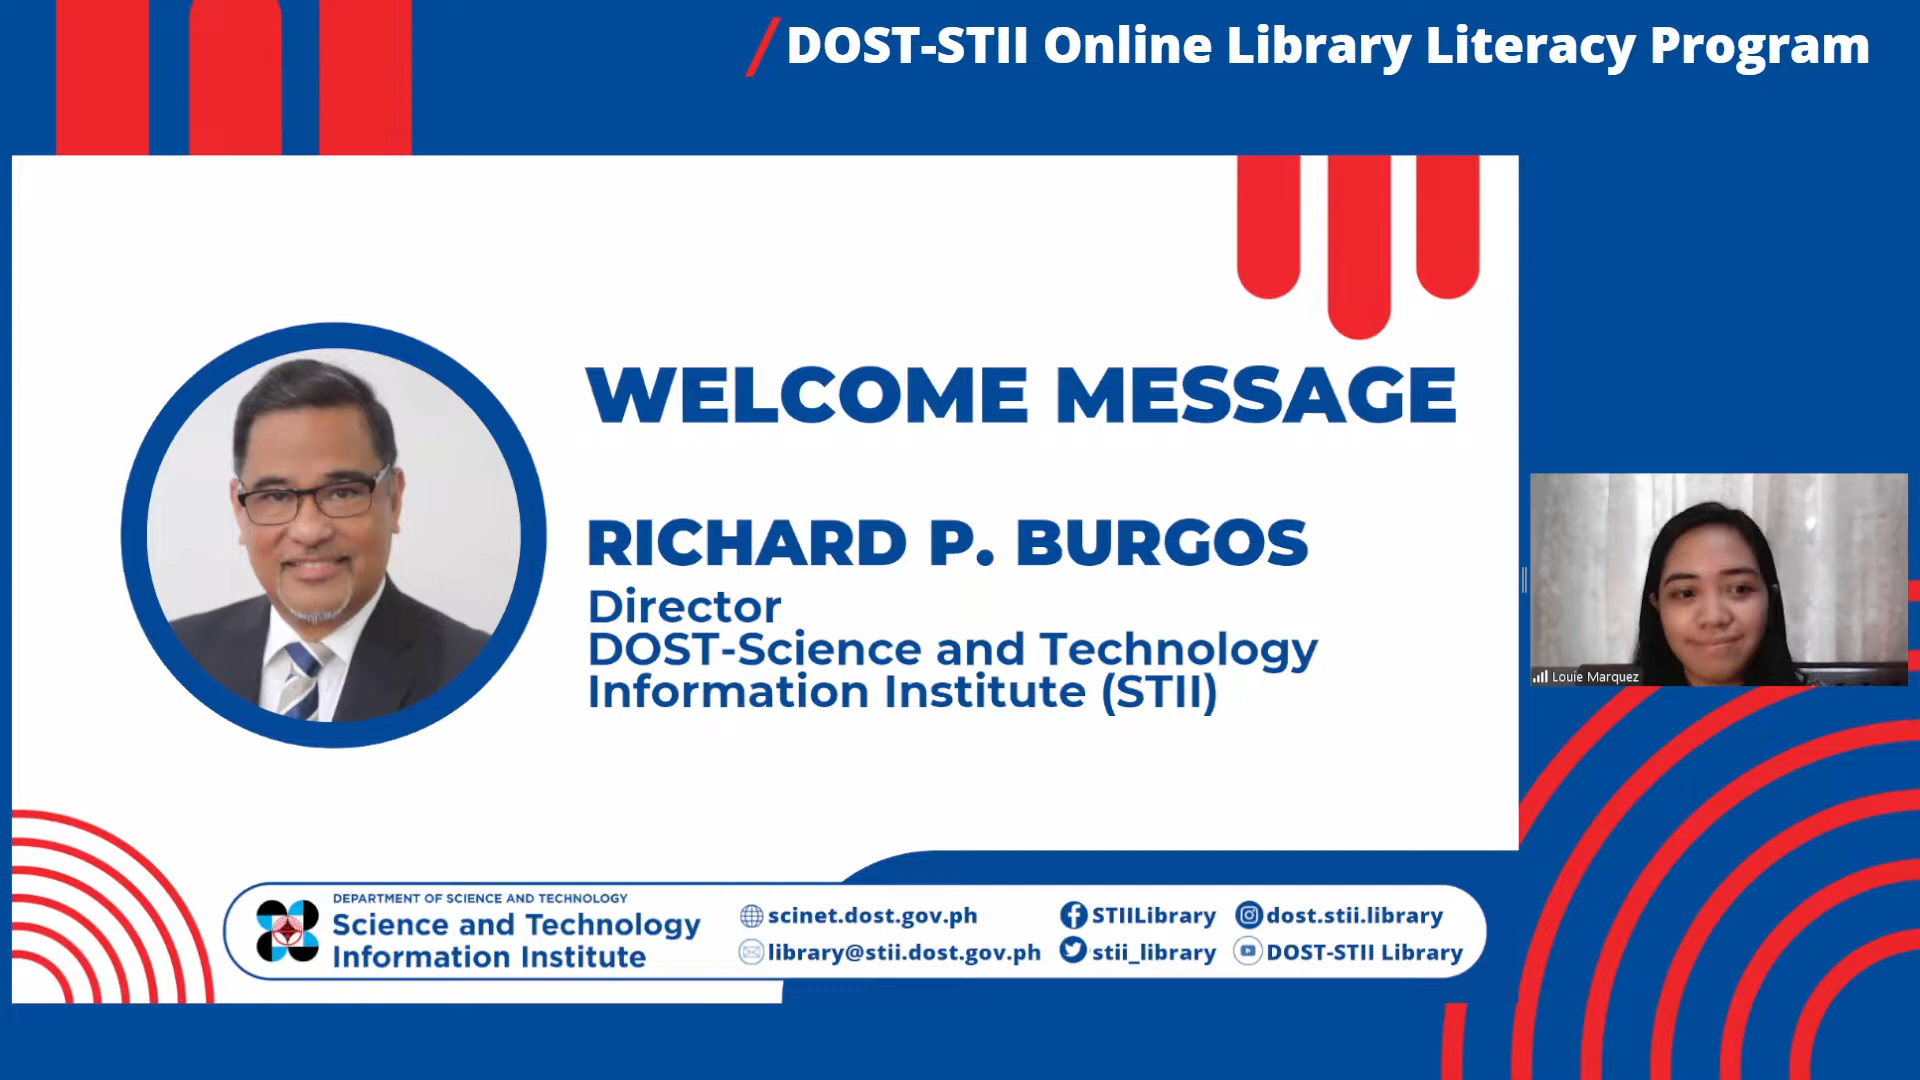 DOST-STII Online Library Literacy Program
WELCOME MESSAGE
RICHARD P. BURGOS
Director
DOST-Science and Technology
Information Institute (STII)
Louie Marquez
DEPARTMENT OF SCIENCE AND TECHNOLOGY
Science and Technology
Information Institute
scinet.dost.gov.ph
library@stii.dost.gov.ph
STIILibrary
stii_library
dost.stii.library
DOST-STII Library